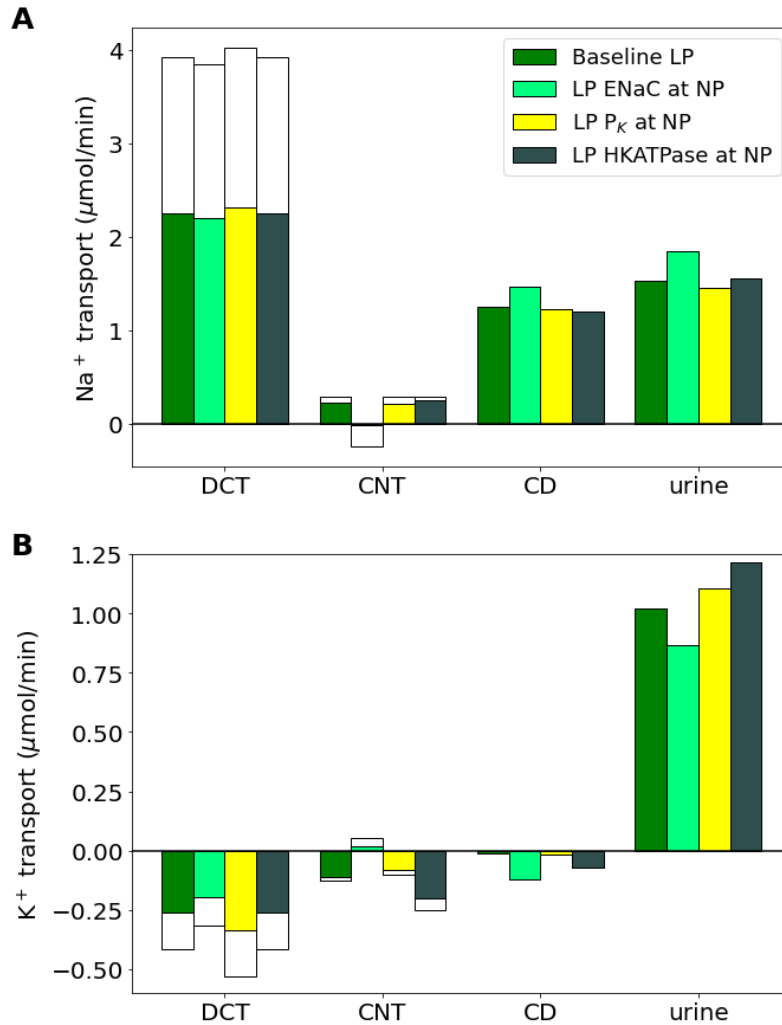 A
Na⁺ transport (μmol/min)
4
3
2
1
0
Baseline LP
LP ENaC at NP
LP P_K at NP
LP HKATPase at NP
DCT CNT CD urine
B
K⁺ transport (μmol/min)
1.25
1.00
0.75
0.50
0.25
0.00
−0.25
−0.50
DCT CNT CD urine